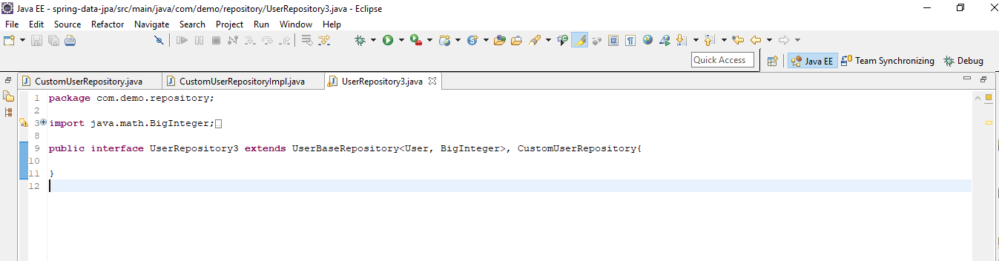 Java EE - spring-data-jpa/src/main/java/com/demo/repository/UserRepository3.java - Eclipse
File Edit Source Refactor Navigate Search Project Run Window Help
Quick Access Java EE Team Synchronizing Debug
CustomUserRepository.java CustomUserRepositoryImpl.java UserRepository3.java
1 package com.demo.repository;
2
3 import java.math.BigInteger;
8
9 public interface UserRepository3 extends UserBaseRepository<User, BigInteger>, CustomUserRepository{
10
11 }
12